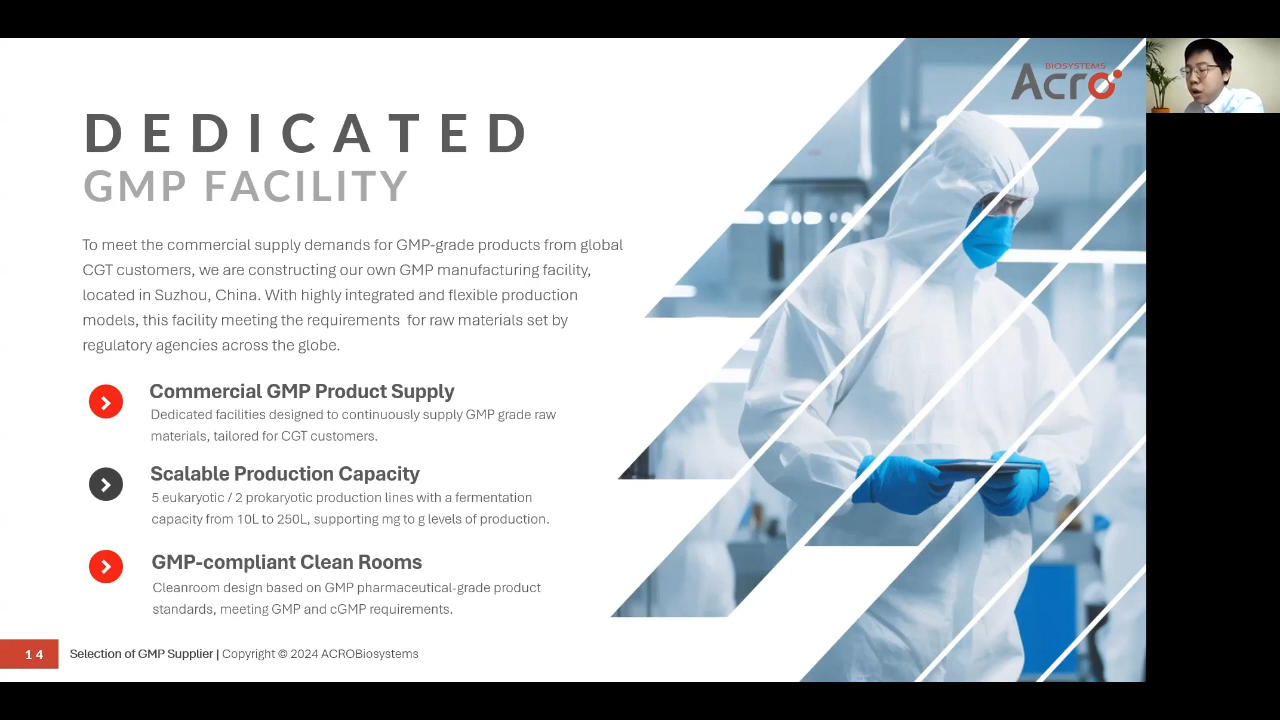 BIOSYSTEMS
Acro
DEDICATED
GMP FACILITY
To meet the commercial supply demands for GMP-grade products from global
CGT customers, we are constructing our own GMP manufacturing facility,
located in Suzhou, China. With highly integrated and flexible production
models, this facility meeting the requirements for raw materials set by
regulatory agencies across the globe.
Commercial GMP Product Supply
Dedicated facilities designed to continuously supply GMP grade raw
materials, tailored for CGT customers.
Scalable Production Capacity
5 eukaryotic / 2 prokaryotic production lines with a fermentation
capacity from 10L to 250L, supporting mg to g levels of production.
GMP-compliant Clean Rooms
Cleanroom design based on GMP pharmaceutical-grade product
standards, meeting GMP and cGMP requirements.
14 Selection of GMP Supplier | Copyright © 2024 ACROBiosystems